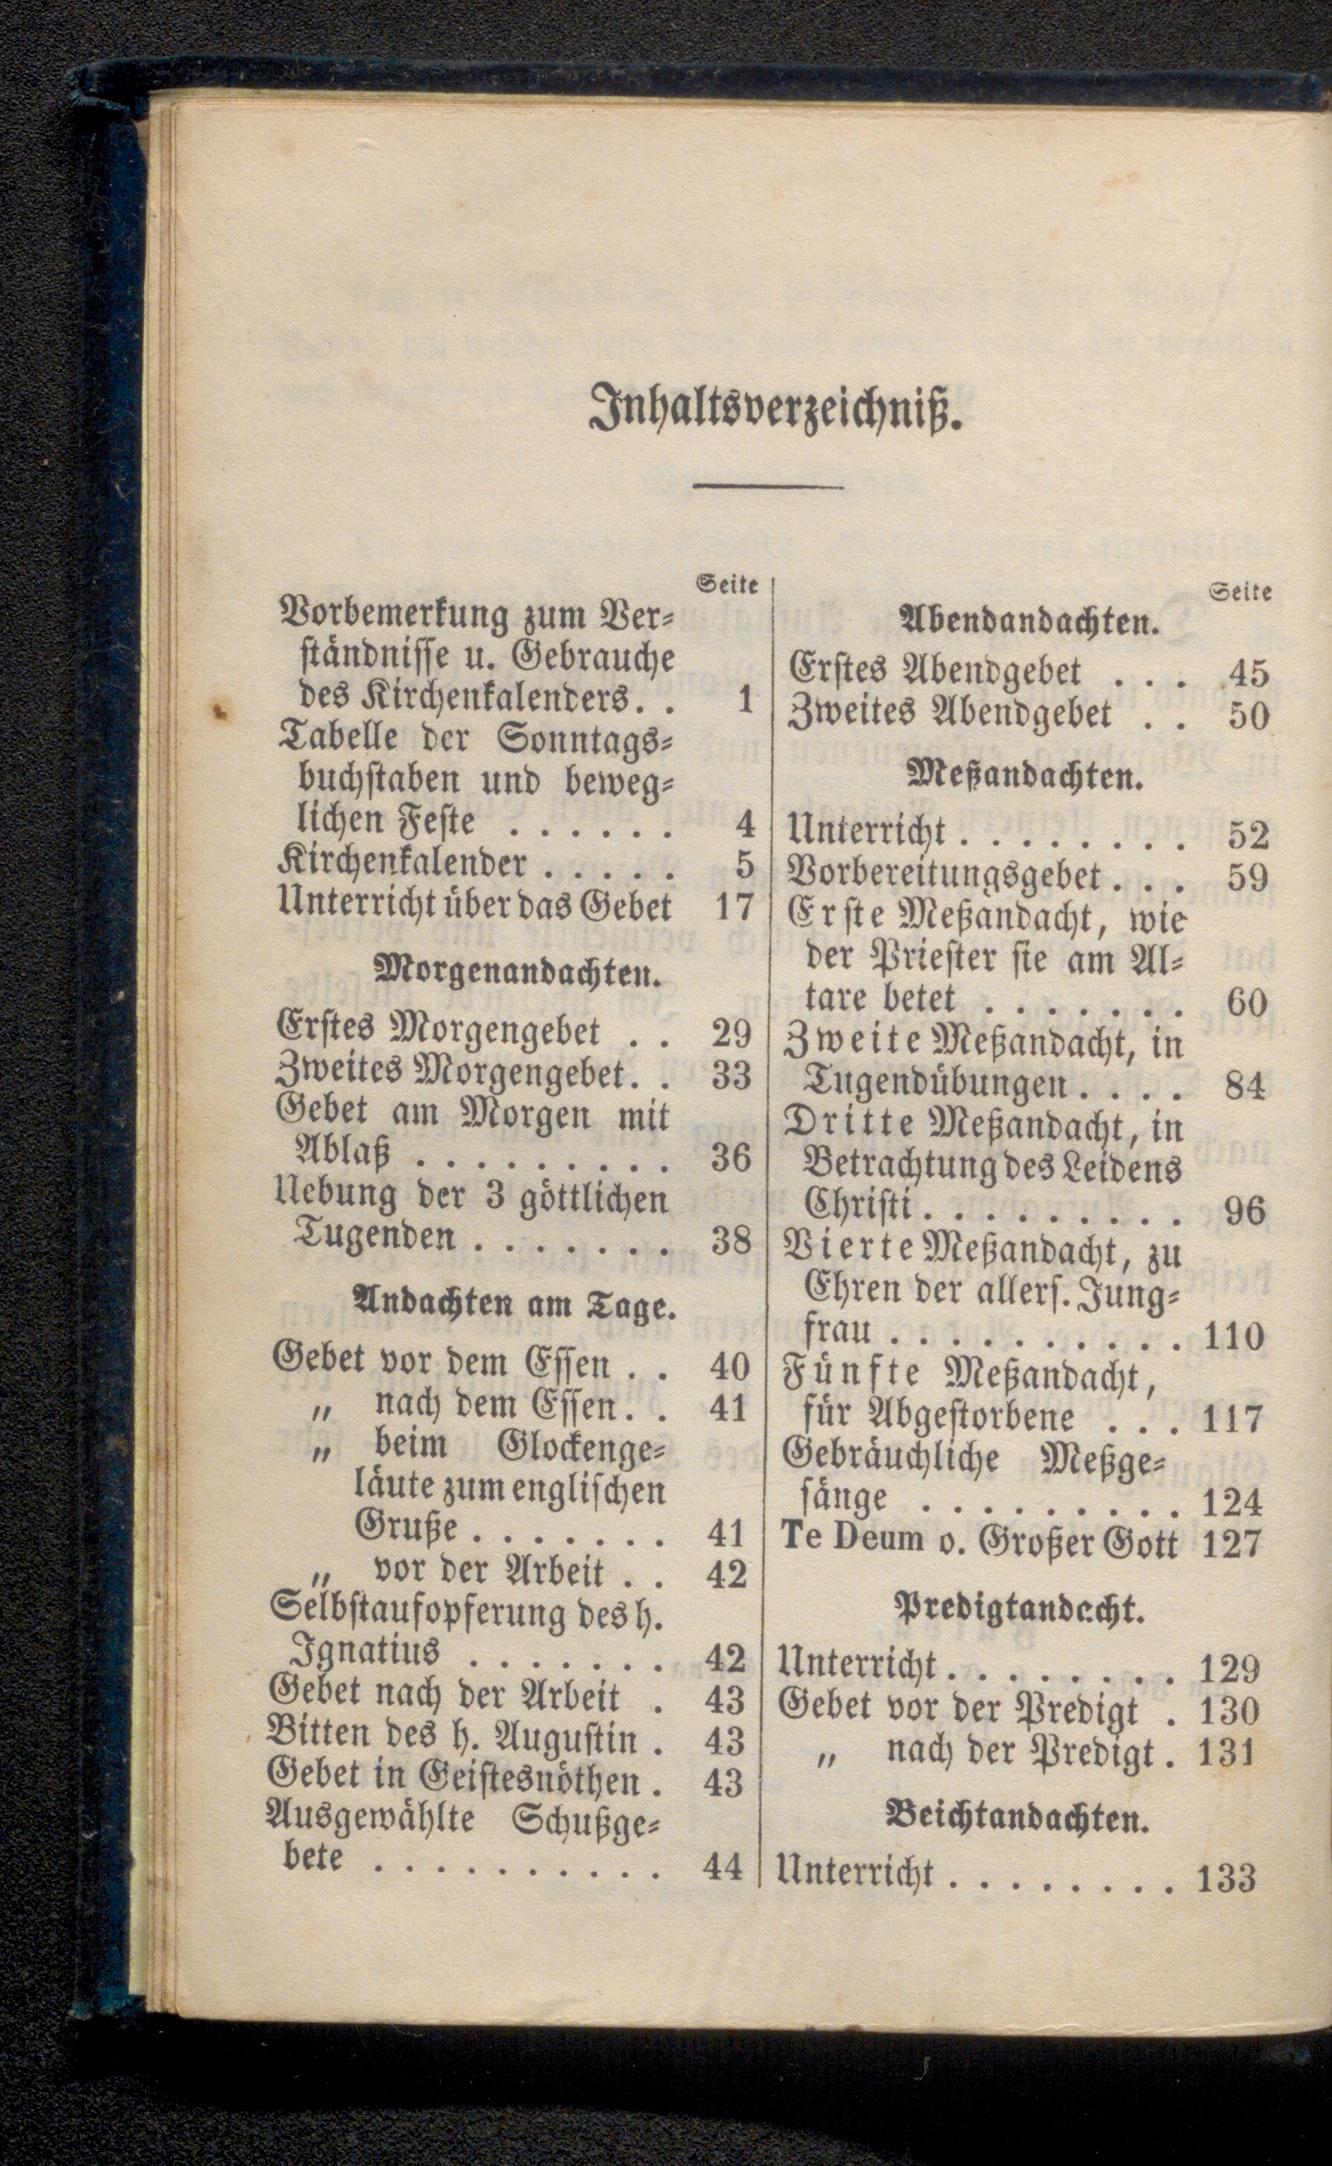 Inhaltsverzeichniß.
Seite
Vorbemerkung zum Ver-
ständnisse u. Gebrauche
des Kirchenkalenders. . 1
Tabelle der Sonntags-
buchstaben und beweg-
lichen Feste . . . . . . 4
Kirchenkalender . . . . . 5
Unterricht über das Gebet 17
Morgenandachten.
Erstes Morgengebet . . 29
Zweites Morgengebet. . 33
Gebet am Morgen mit
Ablaß . . . . . . . . . 36
Uebung der 3 göttlichen
Tugenden . . . . . . . 38
Andachten am Tage.
Gebet vor dem Essen . . 40
„ nach dem Essen. . 41
„ beim Glockenge-
läute zum englischen
Gruße . . . . . . . 41
„ vor der Arbeit . . 42
Selbstaufopferung des h.
Ignatius . . . . . . . 42
Gebet nach der Arbeit . 43
Bitten des h. Augustin . 43
Gebet in Geistesnöthen . 43
Ausgewählte Schußge-
bete . . . . . . . . . . 44
Seite
Abendandachten.
Erstes Abendgebet . . . 45
Zweites Abendgebet . . 50
Meßandachten.
Unterricht . . . . . . . . 52
Vorbereitungsgebet . . . 59
Erste Meßandacht, wie
der Priester sie am Al-
tare betet . . . . . . . 60
Zweite Meßandacht, in
Tugendübungen . . . . 84
Dritte Meßandacht, in
Betrachtung des Leidens
Christi . . . . . . . . . 96
Vierte Meßandacht, zu
Ehren der allers. Jung-
frau . . . . . . . . . . 110
Fünfte Meßandacht,
für Abgestorbene . . . 117
Gebräuchliche Meßge-
sänge . . . . . . . . . 124
Te Deum o. Großer Gott 127
Predigtandacht.
Unterricht . . . . . . . . 129
Gebet vor der Predigt . 130
„ nach der Predigt . 131
Beichtandachten.
Unterricht . . . . . . . . 133